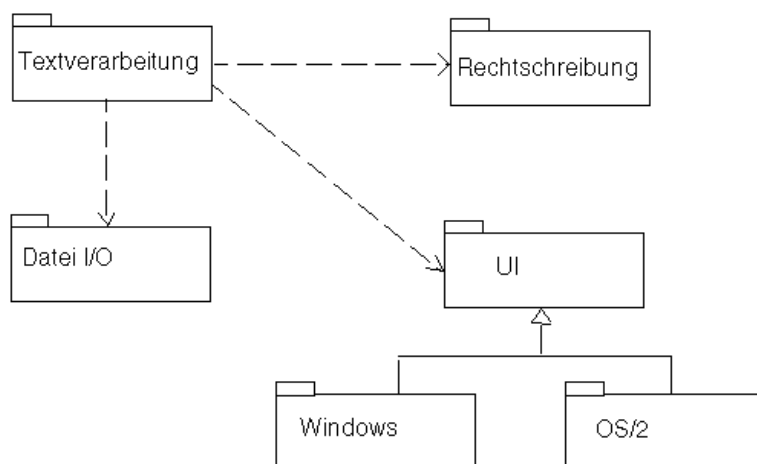 Textverarbeitung
Rechtschreibung
Datei I/O
UI
Windows
OS/2